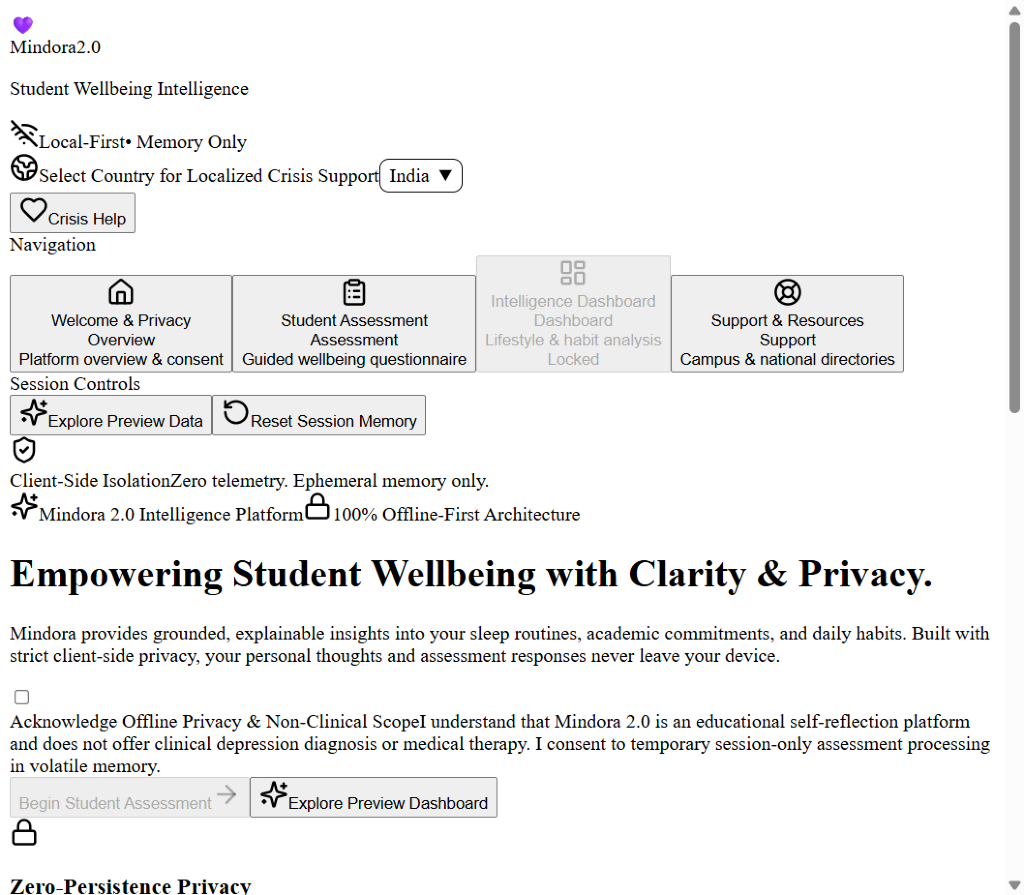 Mindora2.0
Student Wellbeing Intelligence
Local-First• Memory Only
Select Country for Localized Crisis Support India ▼
Crisis Help
Navigation
Welcome & Privacy
Overview
Platform overview & consent
Student Assessment
Assessment
Guided wellbeing questionnaire
Intelligence Dashboard
Dashboard
Lifestyle & habit analysis
Locked
Support & Resources
Support
Campus & national directories
Session Controls
Explore Preview Data
Reset Session Memory
Client-Side IsolationZero telemetry. Ephemeral memory only.
Mindora 2.0 Intelligence Platform 100% Offline-First Architecture
Empowering Student Wellbeing with Clarity & Privacy.
Mindora provides grounded, explainable insights into your sleep routines, academic commitments, and daily habits. Built with
strict client-side privacy, your personal thoughts and assessment responses never leave your device.
Acknowledge Offline Privacy & Non-Clinical ScopeI understand that Mindora 2.0 is an educational self-reflection platform
and does not offer clinical depression diagnosis or medical therapy. I consent to temporary session-only assessment processing
in volatile memory.
Begin Student Assessment
Explore Preview Dashboard
Zero-Persistence Privacy